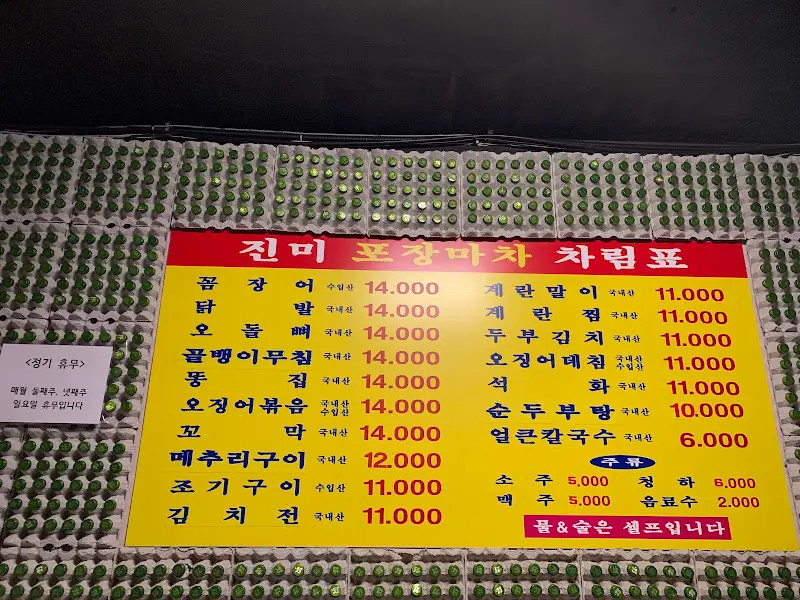 진미 포장마차 차림표
꼼장어 수입산 14.000
닭발 국내산 14.000
오돌뼈 국내산 14.000
골뱅이무침 국내산 14.000
똥집 국내산 14.000
오징어볶음 국내산 수입산 14.000
꼬막 국내산 14.000
메추리구이 국내산 12.000
조기구이 수입산 11.000
김치전 국내산 11.000
계란말이 국내산 11.000
계란찜 국내산 11.000
두부김치 국내산 11.000
오징어데침 국내산 수입산 11.000
석화 국내산 11.000
순두부탕 국내산 10.000
얼큰칼국수 국내산 6.000
주류
소주 5,000 청하 6,000
맥주 5,000 음료수 2.000
물&술은 셀프입니다
<정기 휴무>
매월 둘째주, 넷째주
일요일 휴무입니다